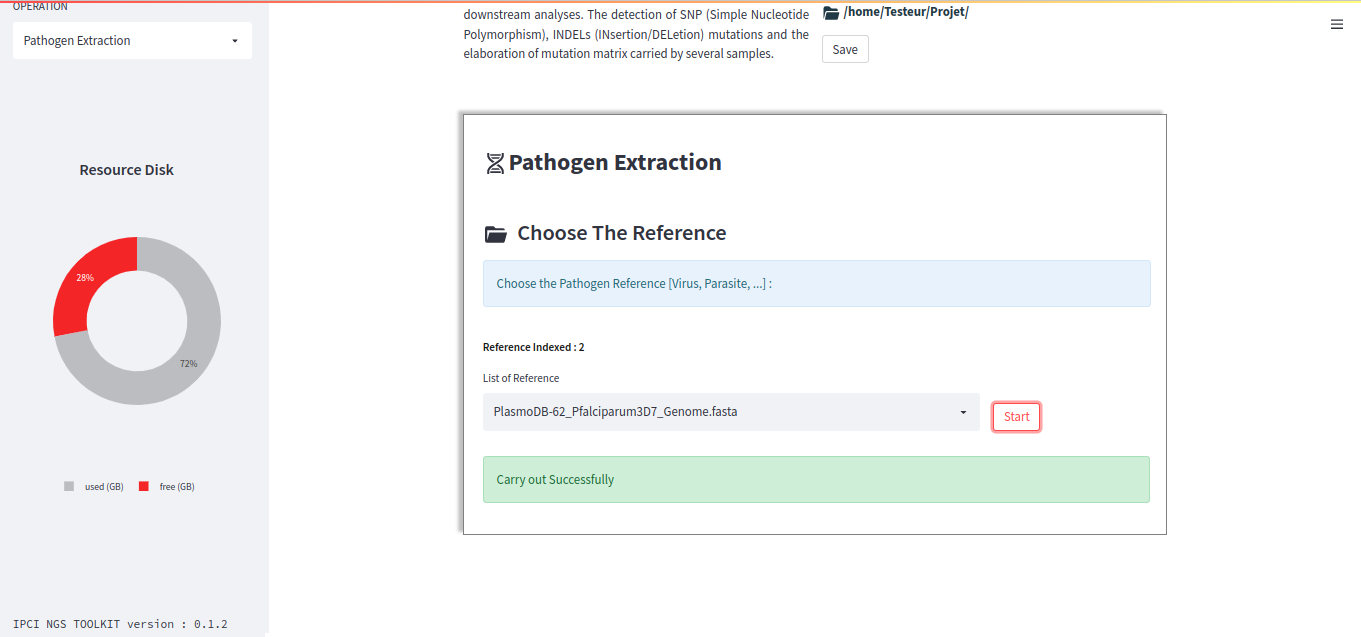 OPERATION
Pathogen Extraction
Resource Disk
28%
72%
used (GB)
free (GB)
IPCI NGS TOOLKIT version : 0.1.2
downstream analyses. The detection of SNP (Simple Nucleotide
Polymorphism), INDELs (INsertion/DELetion) mutations and the
elaboration of mutation matrix carried by several samples.
/home/Testeur/Projet/
Save
Pathogen Extraction
Choose The Reference
Choose the Pathogen Reference [Virus, Parasite, ...] :
Reference Indexed : 2
List of Reference
PlasmoDB-62_Pfalciparum3D7_Genome.fasta
Start
Carry out Successfully